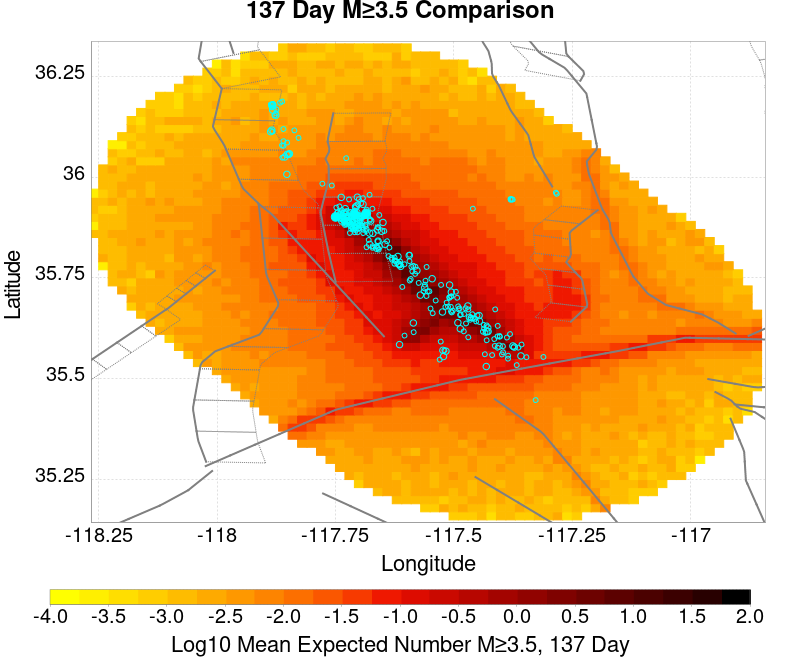 137 Day M≥3.5 Comparison
36.25
36
35.75
35.5
35.25
Latitude
-118.25 -118 -117.75 -117.5 -117.25 -117
Longitude
-4.0 -3.5 -3.0 -2.5 -2.0 -1.5 -1.0 -0.5 0.0 0.5 1.0 1.5 2.0
Log10 Mean Expected Number M≥3.5, 137 Day